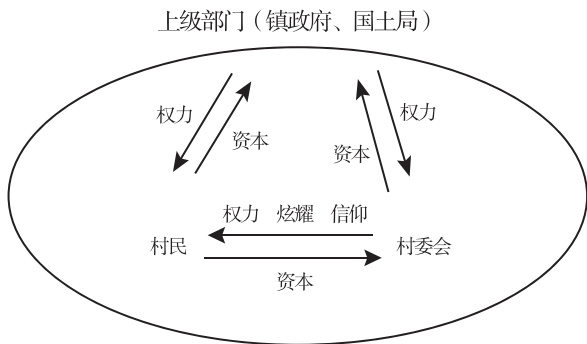 上级部门（镇政府、国土局）
权力
资本
权力
资本
权力 炫耀 信仰
村民
村委会
资本